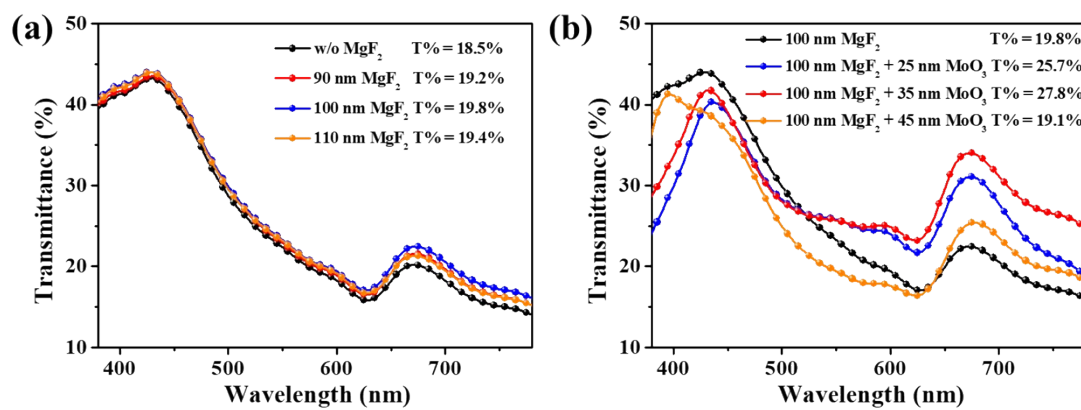 (a)
Transmittance (%)
50
40
30
20
10
w/o MgF₂ T% = 18.5%
90 nm MgF₂ T% = 19.2%
100 nm MgF₂ T% = 19.8%
110 nm MgF₂ T% = 19.4%
400 500 600 700
Wavelength (nm)
(b)
Transmittance (%)
50
40
30
20
10
100 nm MgF₂ T% = 19.8%
100 nm MgF₂ + 25 nm MoO₃ T% = 25.7%
100 nm MgF₂ + 35 nm MoO₃ T% = 27.8%
100 nm MgF₂ + 45 nm MoO₃ T% = 19.1%
400 500 600 700
Wavelength (nm)